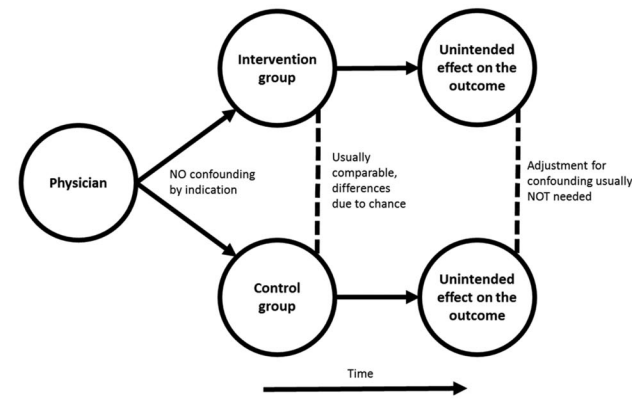 Intervention
group
Unintended
effect on the
outcome
Physician
NO confounding
by indication
Usually
comparable,
differences
due to chance
Adjustment for
confounding usually
NOT needed
Control
group
Unintended
effect on the
outcome
Time